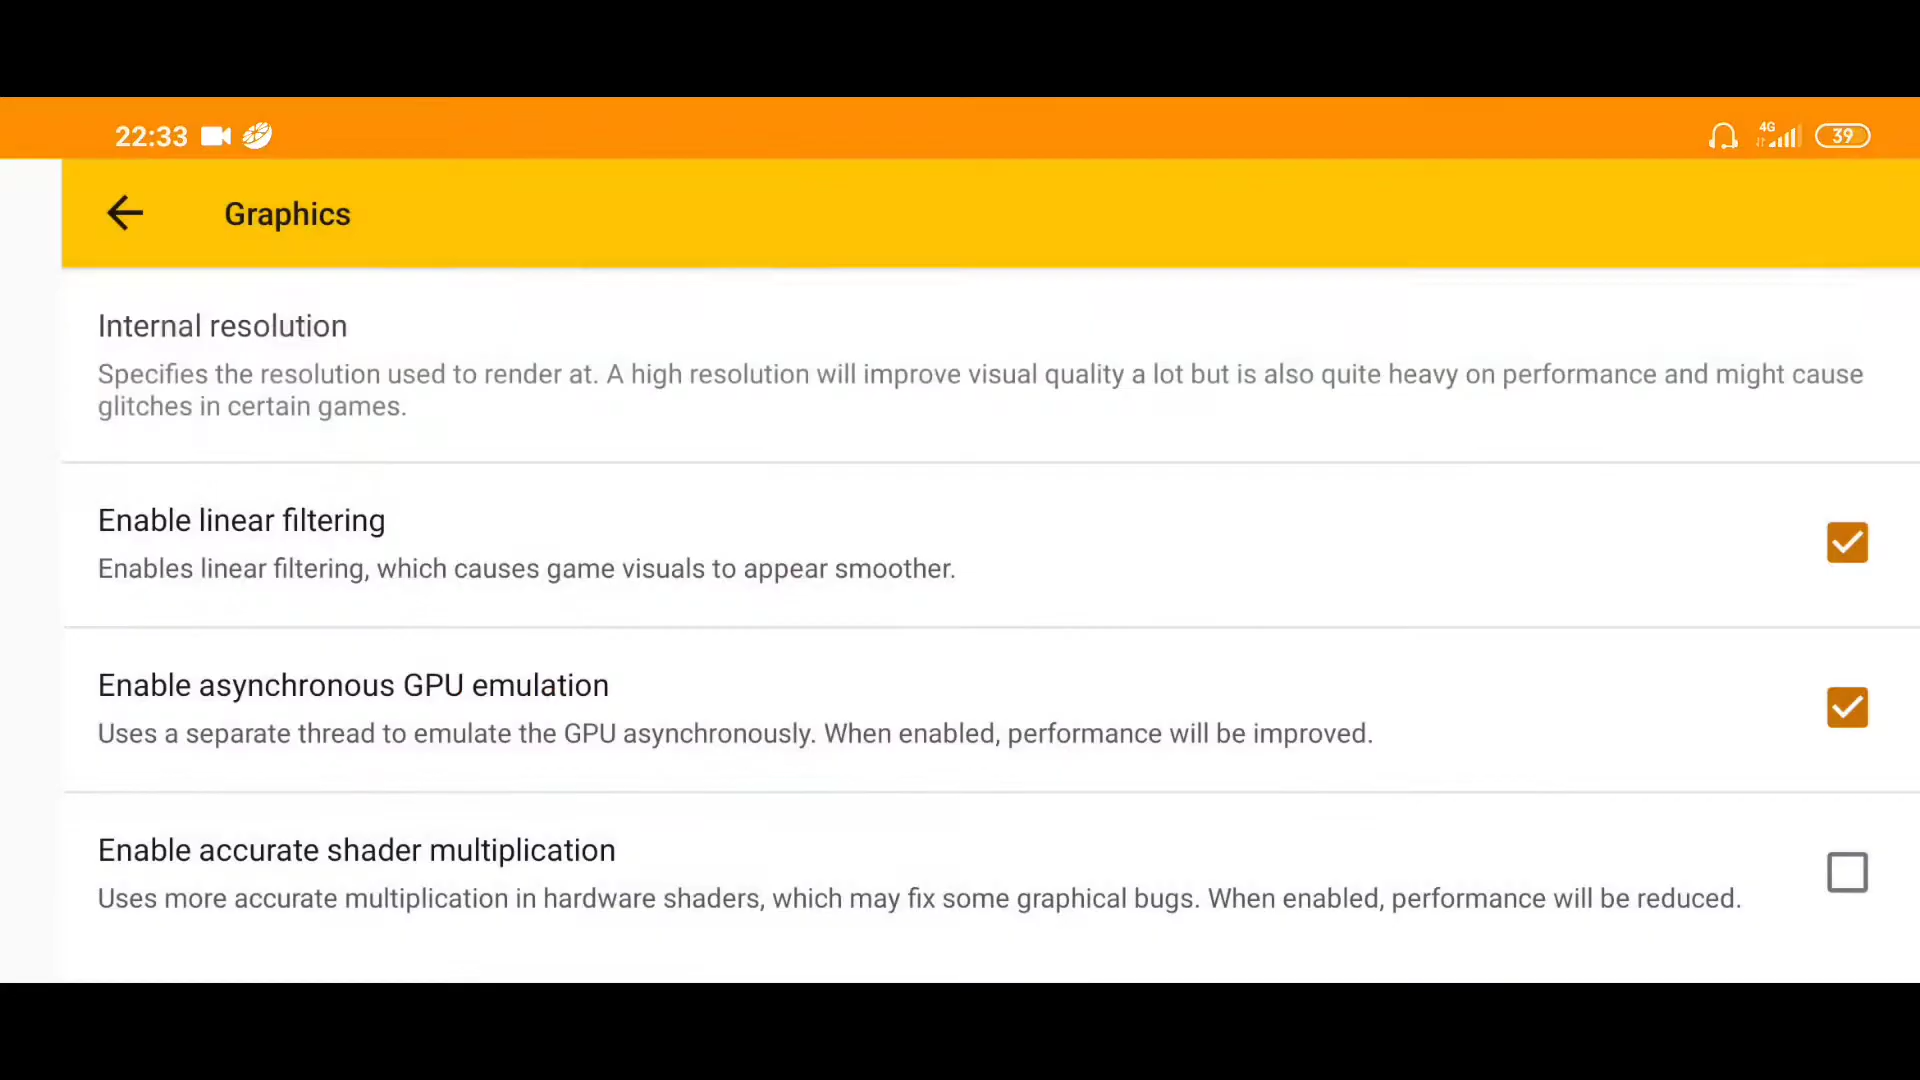 22:33
4G
39
Graphics
Internal resolution
Specifies the resolution used to render at. A high resolution will improve visual quality a lot but is also quite heavy on performance and might cause
glitches in certain games.
Enable linear filtering
Enables linear filtering, which causes game visuals to appear smoother.
Enable asynchronous GPU emulation
Uses a separate thread to emulate the GPU asynchronously. When enabled, performance will be improved.
Enable accurate shader multiplication
Uses more accurate multiplication in hardware shaders, which may fix some graphical bugs. When enabled, performance will be reduced.